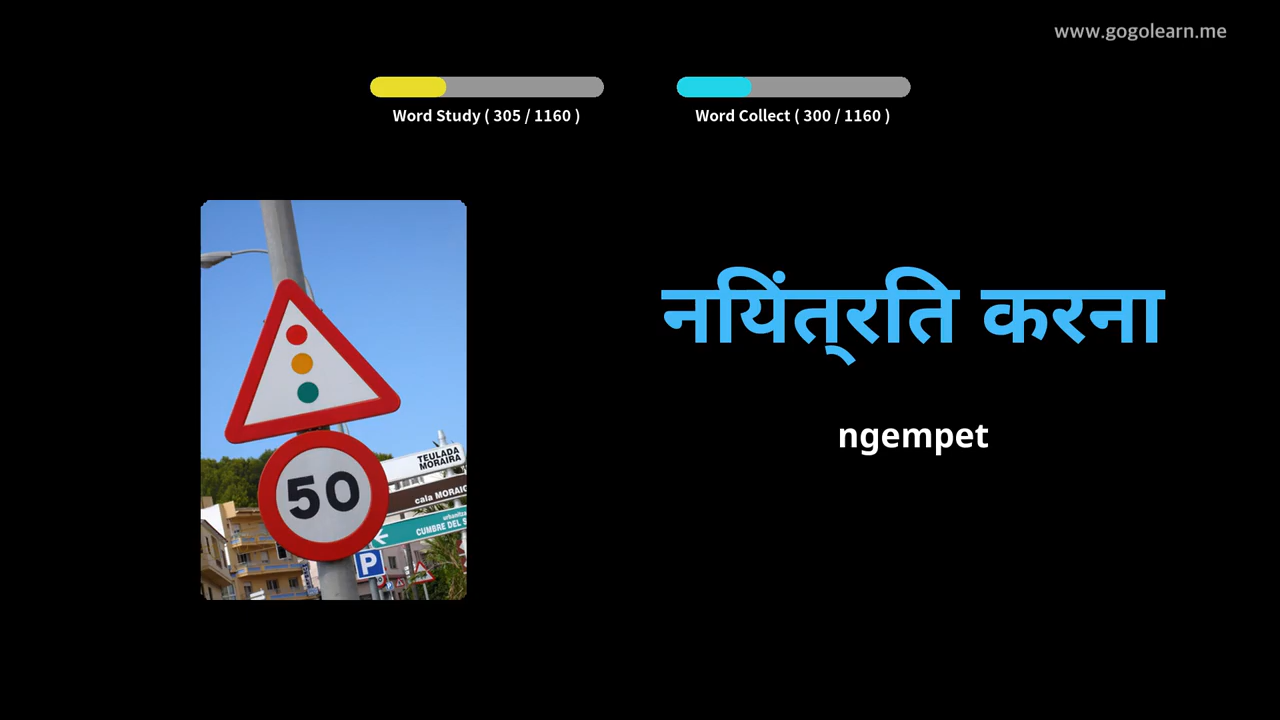 www.gogolearn.me
Word Study ( 305 / 1160 )
Word Collect ( 300 / 1160 )
नयिंत्‌रति करना
ngempet
TEULADA
MORAIRA
cala MORAIG
CUMBRE DEL S
50
P